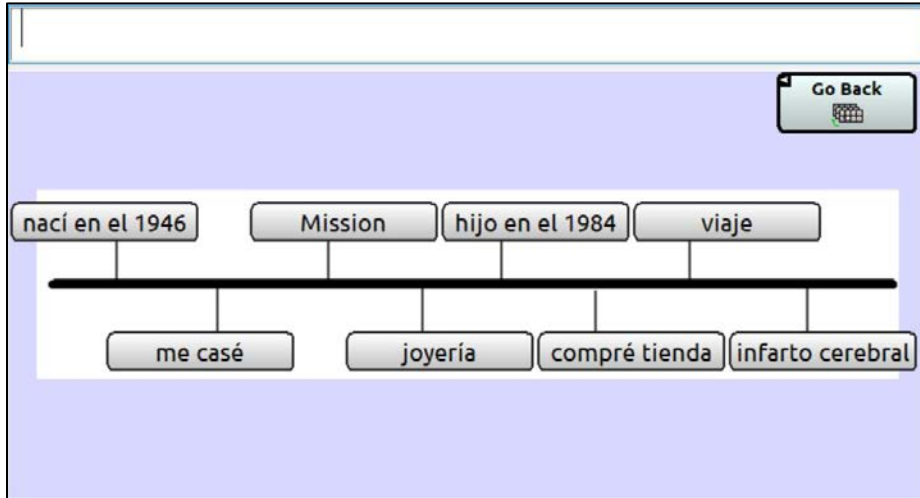 Go Back
nací en el 1946
Mission
hijo en el 1984
viaje
me casé
joyería
compré tienda
infarto cerebral